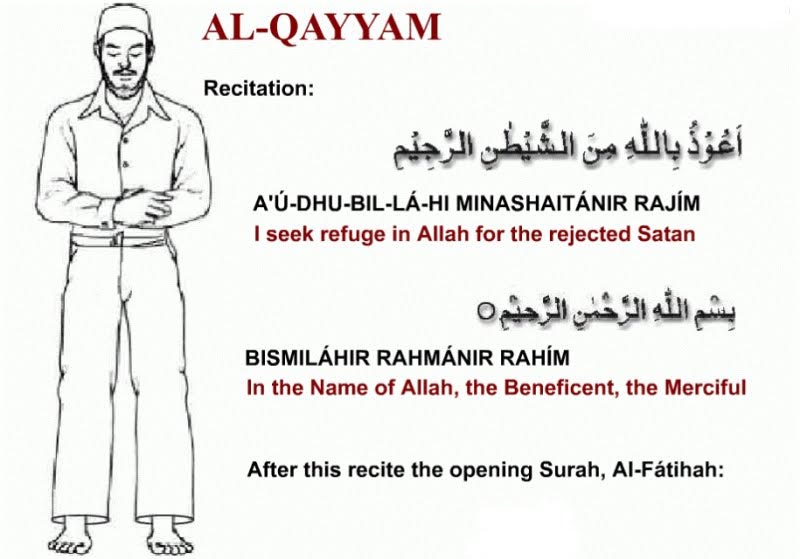 AL-QAYYAM
Recitation:
اَعُوْذُ بِاللّٰهِ مِنَ الشَّيْطٰنِ الرَّجِيْمِ
A'Ú-DHU-BIL-LÁ-HI MINASHAITÁNIR RAJÍM
I seek refuge in Allah for the rejected Satan
بِسْمِ اللّٰهِ الرَّحْمٰنِ الرَّحِيْمِ O
BISMILÁHIR RAHMÁNIR RAHÍM
In the Name of Allah, the Beneficent, the Merciful
After this recite the opening Surah, Al-Fátihah: